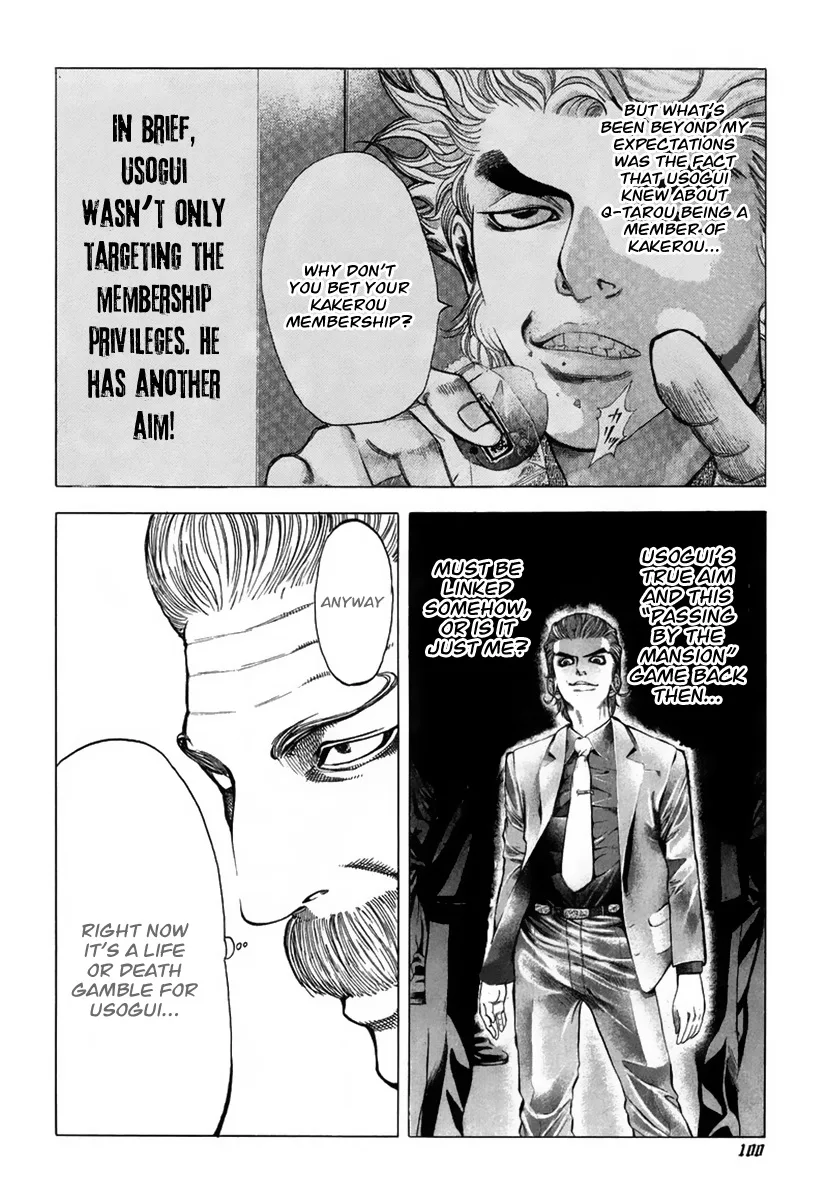 BUT WHAT'S
BEEN BEYOND MY
EXPECTATIONS
WAS THE FACT
THAT USOGUI
KNEW ABOUT
Q-TAROU BEING A
MEMBER OF
KAKEROU...
WHY DON'T
YOU BET YOUR
KAKEROU
MEMBERSHIP?
ガリッ
IN BRIEF,
USOGUI
WASN'T ONLY
TARGETING THE
MEMBERSHIP
PRIVILEGES. HE
HAS ANOTHER
AIM!
USOGUI'S
TRUE AIM
AND THIS
"PASSING
BY THE
MANSION"
GAME BACK
THEN...
MUST BE
LINKED
SOMEHOW,
OR IS IT
JUST ME?
ANYWAY
RIGHT NOW
IT'S A LIFE
OR DEATH
GAMBLE FOR
USOGUI...
100